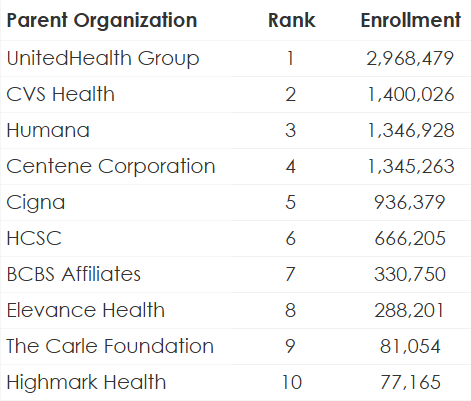 Parent Organization Rank Enrollment
UnitedHealth Group 1 2,968,479
CVS Health 2 1,400,026
Humana 3 1,346,928
Centene Corporation 4 1,345,263
Cigna 5 936,379
HCSC 6 666,205
BCBS Affiliates 7 330,750
Elevance Health 8 288,201
The Carle Foundation 9 81,054
Highmark Health 10 77,165